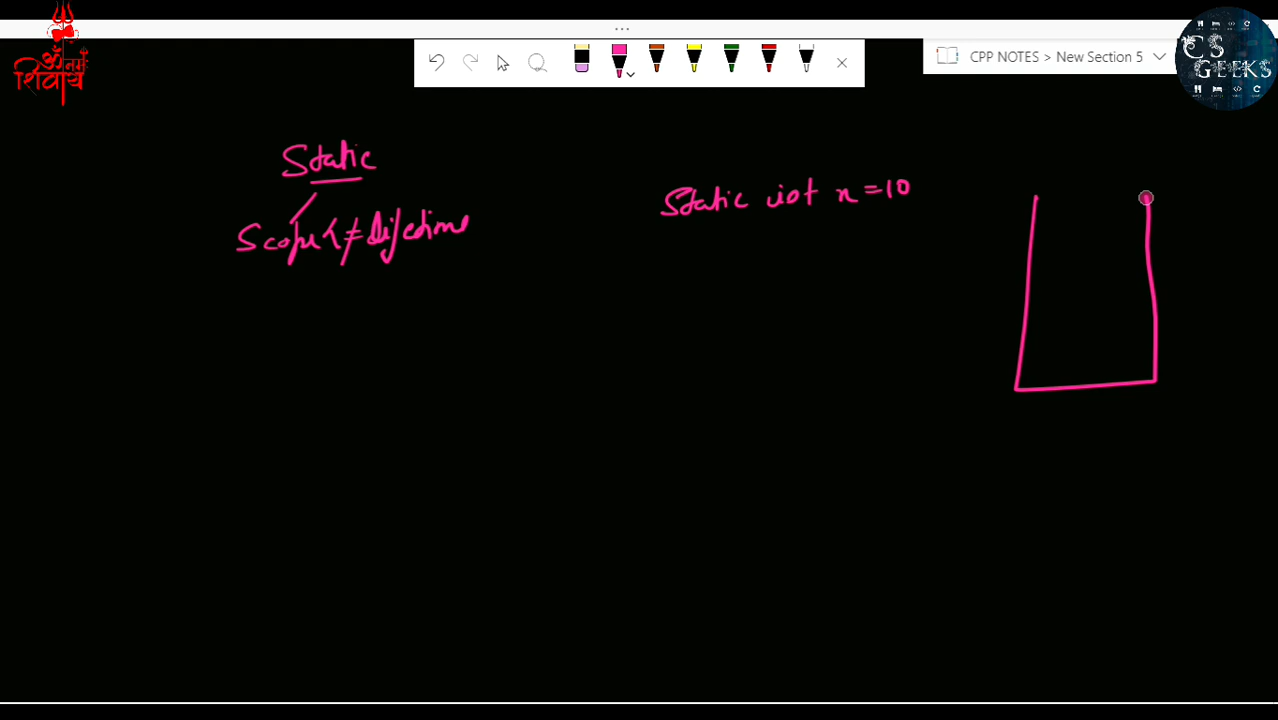 ॐ नमः
शिवाय
CPP NOTES > New Section 5
CS
GEEKS
Static
Static int x = 10
Scope < ≠ lifetime